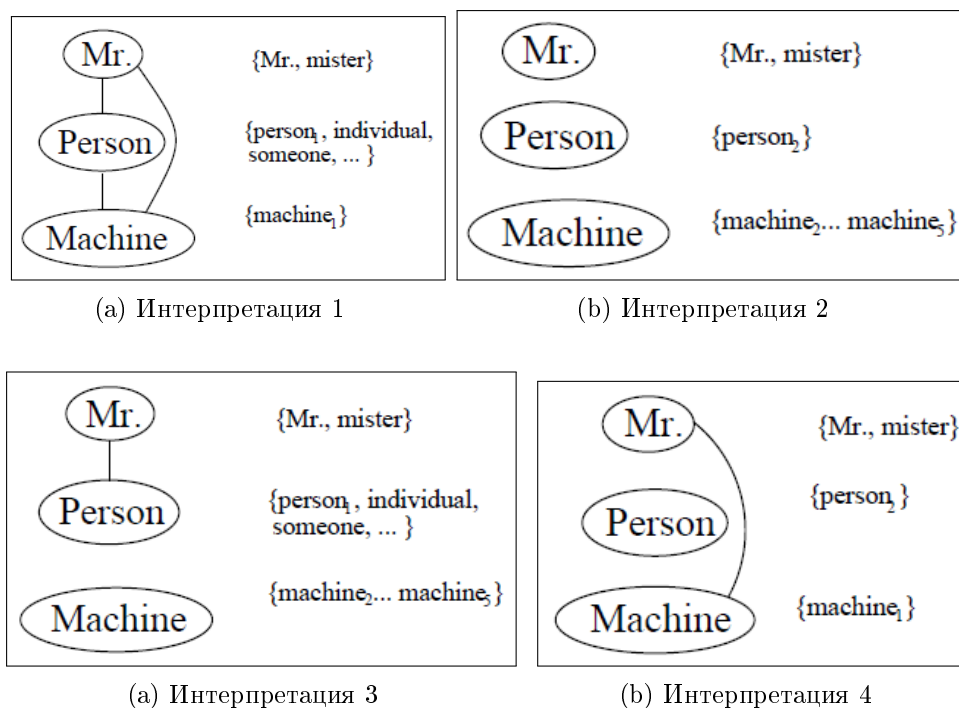 Mr.
{Mr., mister}
Person
{person₁, individual,
someone, ... }
Machine
{machine₁}
(a) Интерпретация 1
Mr.
{Mr., mister}
Person
{person₂}
Machine
{machine₂... machine₅}
(b) Интерпретация 2
Mr.
{Mr., mister}
Person
{person₁, individual,
someone, ... }
Machine
{machine₂... machine₅}
(a) Интерпретация 3
Mr.
{Mr., mister}
Person
{person₂}
Machine
{machine₁}
(b) Интерпретация 4